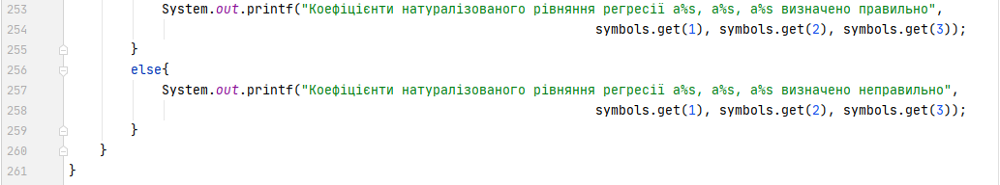 253 System.out.printf("Коефіцієнти натуралізованого рівняння регресії a%s, a%s, a%s визначено правильно",
254 symbols.get(1), symbols.get(2), symbols.get(3));
255 }
256 else{
257 System.out.printf("Коефіцієнти натуралізованого рівняння регресії a%s, a%s, a%s визначено неправильно",
258 symbols.get(1), symbols.get(2), symbols.get(3));
259 }
260 }
261 }